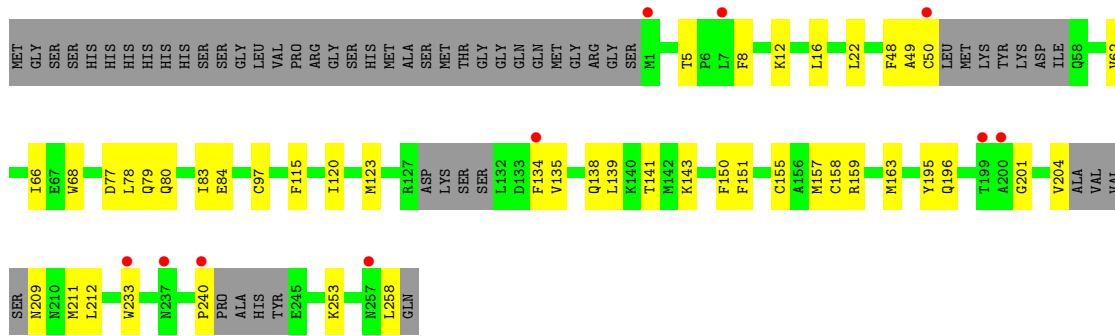 MET GLY SER SER HIS HIS HIS HIS HIS HIS SER SER GLY LEU VAL PRO ARG GLY SER HIS MET ALA SER MET THR GLY GLY GLN GLN MET GLY ARG GLY SER M1 T5 P6 L7 F8 K12 L16 L22 F48 A49 C50 LEU MET LYS TYR LYS ASP ILE Q58 V62
I66 E67 W68 D77 L78 Q79 Q80 I83 E84 C97 F115 I120 M123 R127 ASP LYS SER SER L132 D133 F134 V135 Q138 L139 K140 T141 M142 K143 F150 F151 C155 A156 M157 C158 R159 M163 Y195 Q196 T199 A200 G201 V204 ALA VAL VAL
SER N209 N210 M211 L212 W233 N237 P240 PRO ALA HIS TYR E245 K253 N257 L258 GLN